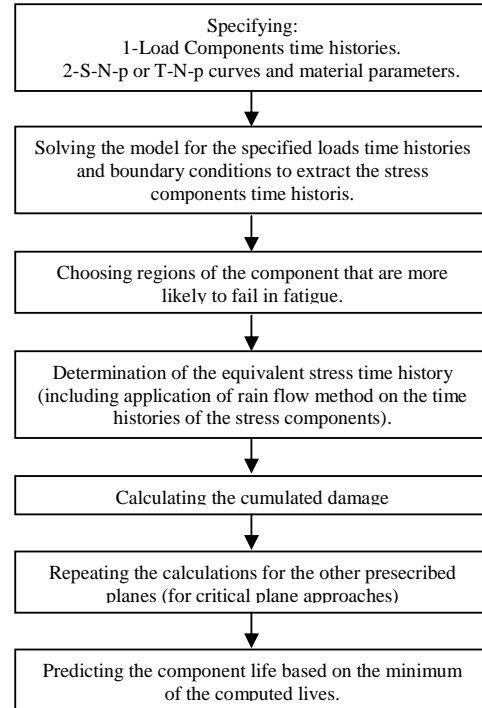 Specifying:
1-Load Components time histories.
2-S-N-p or T-N-p curves and material parameters.
Solving the model for the specified loads time histories
and boundary conditions to extract the stress
components time historis.
Choosing regions of the component that are more
likely to fail in fatigue.
Determination of the equivalent stress time history
(including application of rain flow method on the time
histories of the stress components).
Calculating the cumulated damage
Repeating the calculations for the other presecribed
planes (for critical plane approaches)
Predicting the component life based on the minimum
of the computed lives.